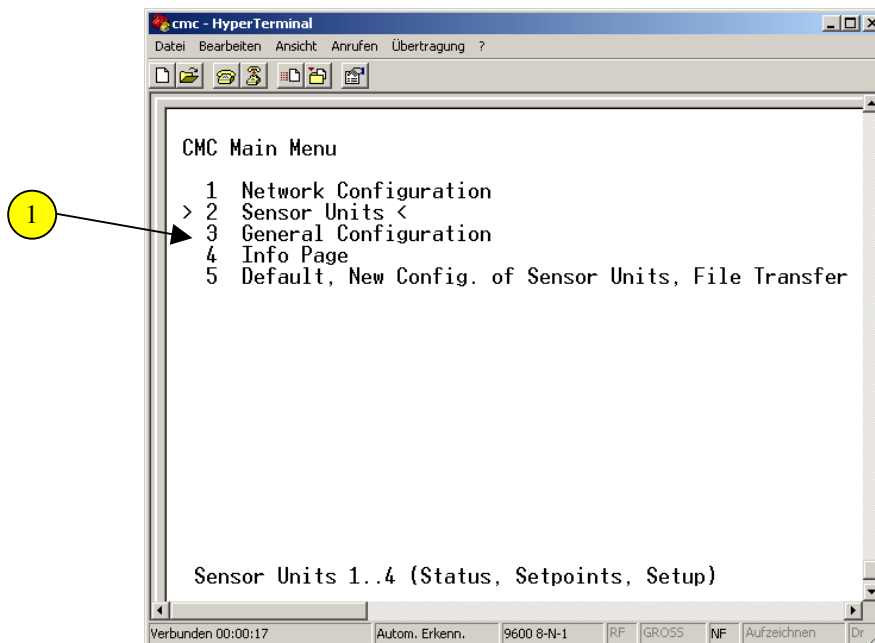 cmc - HyperTerminal
Datei Bearbeiten Ansicht Anrufen Übertragung ?
CMC Main Menu
1 Network Configuration
> 2 Sensor Units <
1
3 General Configuration
4 Info Page
5 Default, New Config. of Sensor Units, File Transfer
Sensor Units 1..4 (Status, Setpoints, Setup)
Verbunden 00:00:17 Autom. Erkenn. 9600 8-N-1 RF GROSS NF Aufzeichnen Dr